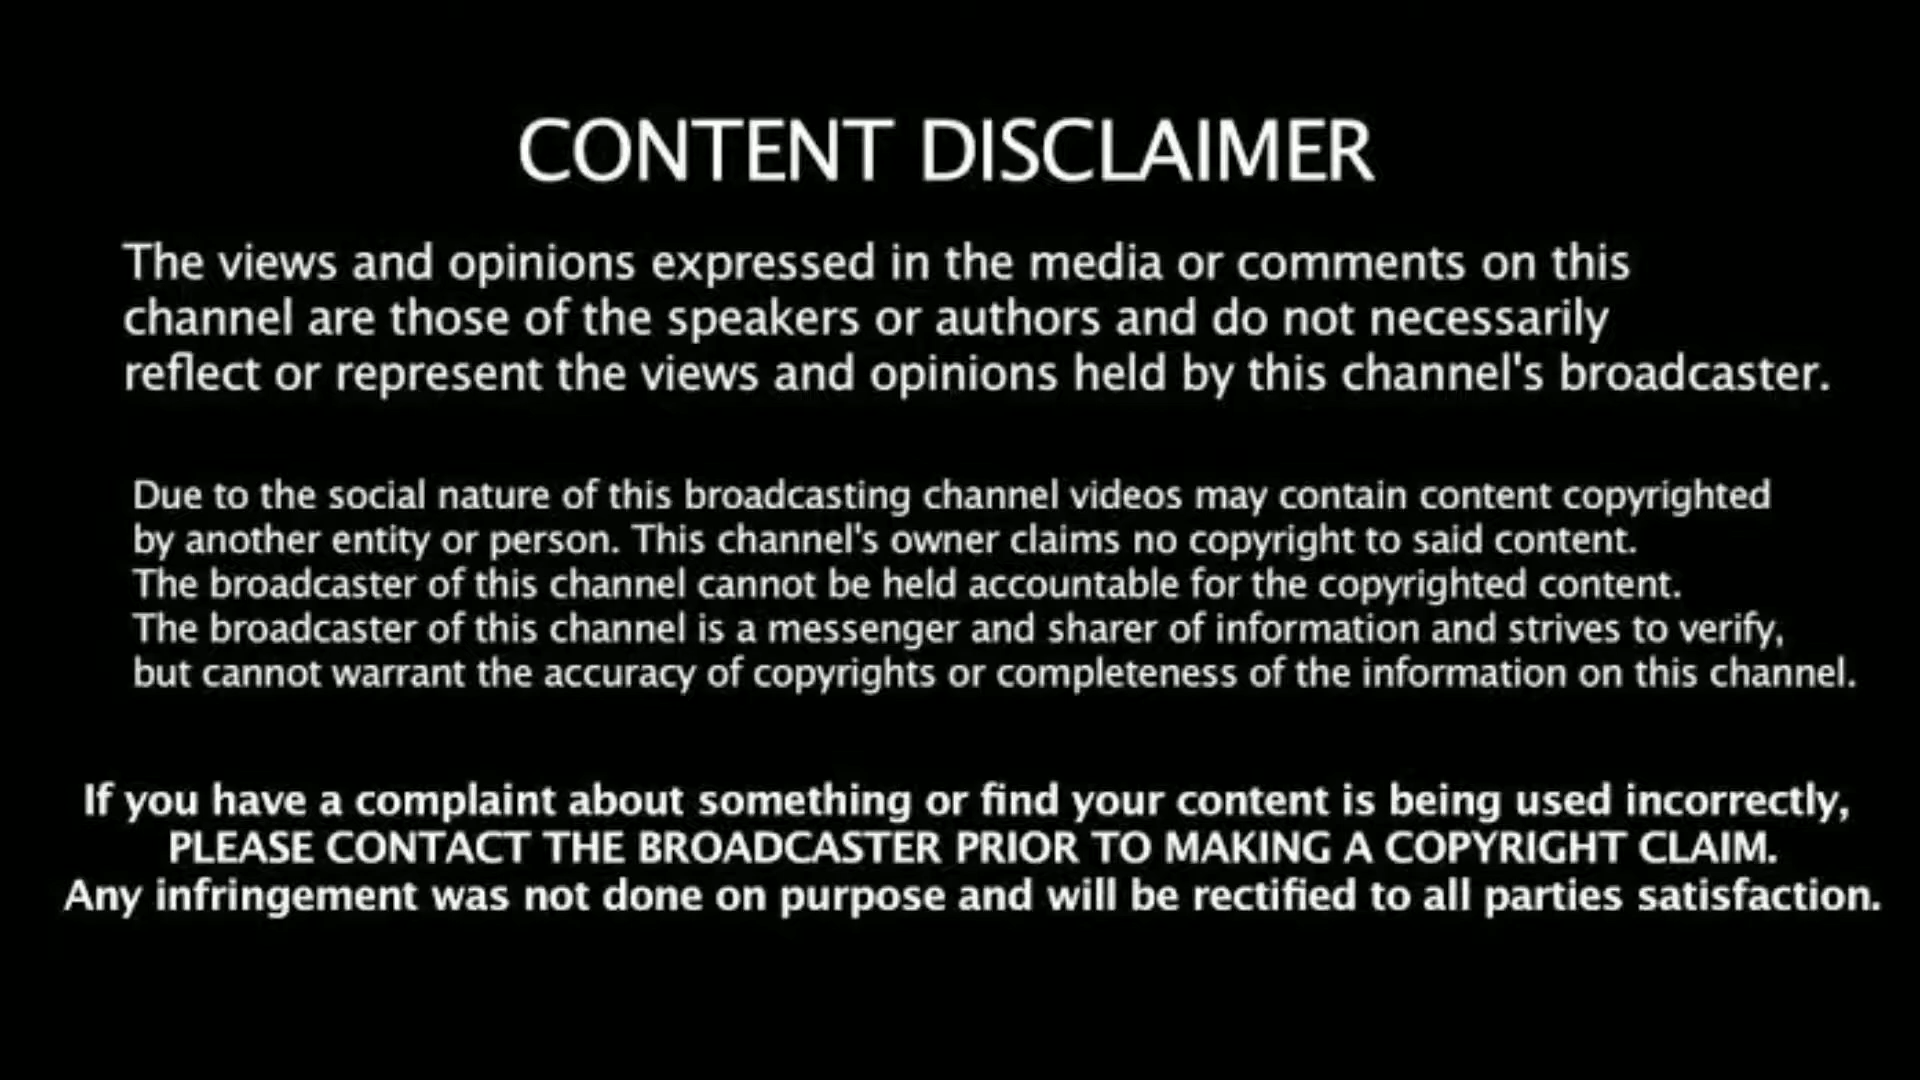 CONTENT DISCLAIMER
The views and opinions expressed in the media or comments on this
channel are those of the speakers or authors and do not necessarily
reflect or represent the views and opinions held by this channel's broadcaster.
Due to the social nature of this broadcasting channel videos may contain content copyrighted
by another entity or person. This channel's owner claims no copyright to said content.
The broadcaster of this channel cannot be held accountable for the copyrighted content.
The broadcaster of this channel is a messenger and sharer of information and strives to verify,
but cannot warrant the accuracy of copyrights or completeness of the information on this channel.
If you have a complaint about something or find your content is being used incorrectly,
PLEASE CONTACT THE BROADCASTER PRIOR TO MAKING A COPYRIGHT CLAIM.
Any infringement was not done on purpose and will be rectified to all parties satisfaction.